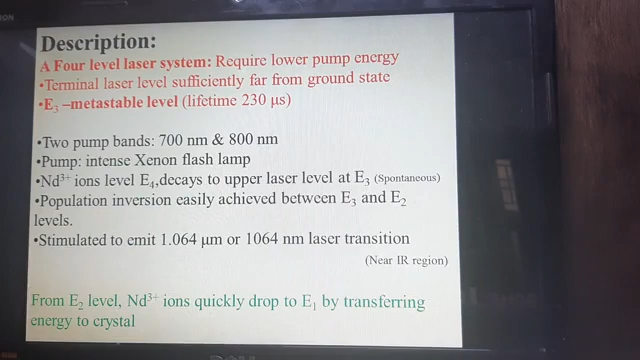 Description:
A Four level laser system: Require lower pump energy
•Terminal laser level sufficiently far from ground state
•E₃ –metastable level (lifetime 230 μs)
•Two pump bands: 700 nm & 800 nm
•Pump: intense Xenon flash lamp
•Nd³⁺ ions level E₄,decays to upper laser level at E₃ (Spontaneous)
•Population inversion easily achieved between E₃ and E₂
levels.
•Stimulated to emit 1.064 μm or 1064 nm laser transition
(Near IR region)
From E₂ level, Nd³⁺ ions quickly drop to E₁ by transferring
energy to crystal